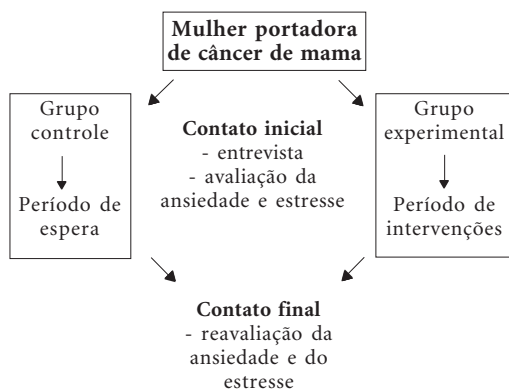 Mulher portadora
de câncer de mama
Grupo
controle
Período de
espera
Contato inicial
- entrevista
- avaliação da
ansiedade e estresse
Grupo
experimental
Período de
intervenções
Contato final
- reavaliação da
ansiedade e do
estresse